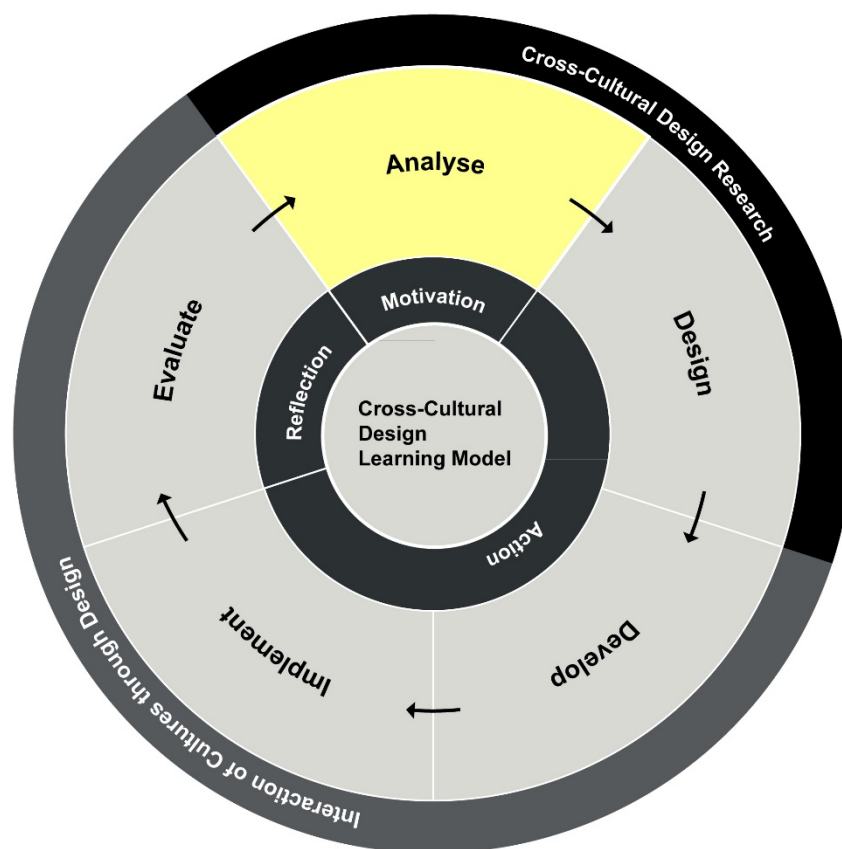 Cross-Cultural Design Research
Analyse
Design
Develop
Implement
Evaluate
Motivation
Action
Reflection
Cross-Cultural
Design
Learning Model
Interaction of Cultures through Design